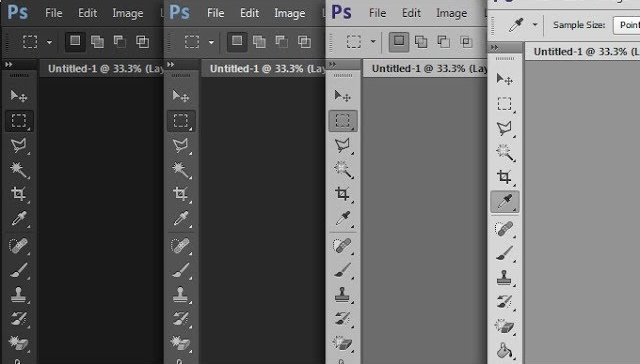 Ps File Edit Image
Untitled-1 @ 33.3% (Lay
Ps File Edit Image
Untitled-1 @ 33.3% (Lay
Ps File Edit Image
Untitled-1 @ 33.3% (Lay
Sample Size: Point
Untitled-1 @ 33.3% (